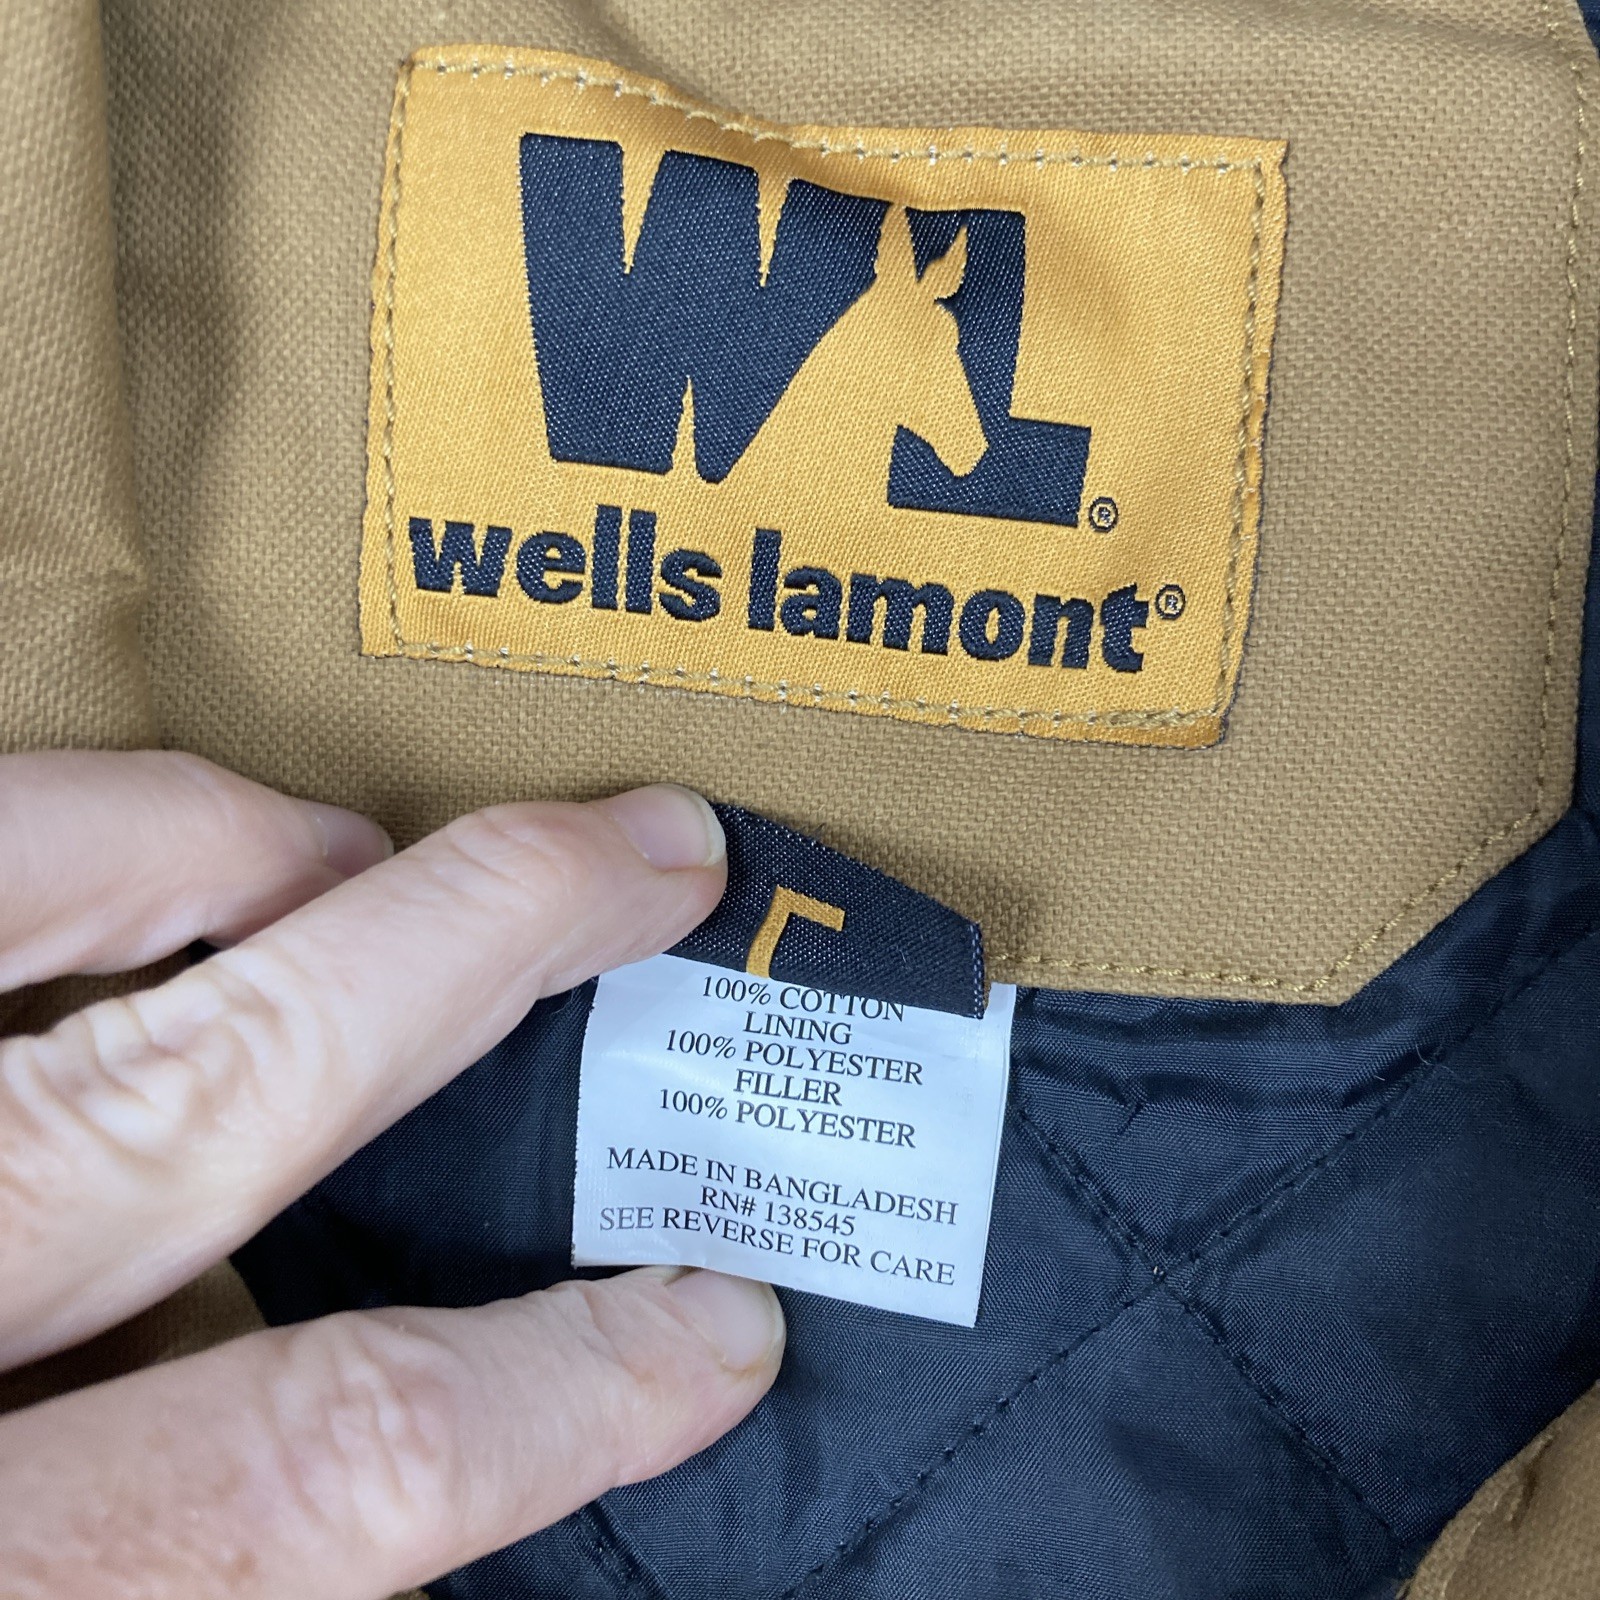 WL®
wells lamont®
L
100% COTTON
LINING
100% POLYESTER
FILLER
100% POLYESTER
MADE IN BANGLADESH
RN# 138545
SEE REVERSE FOR CARE